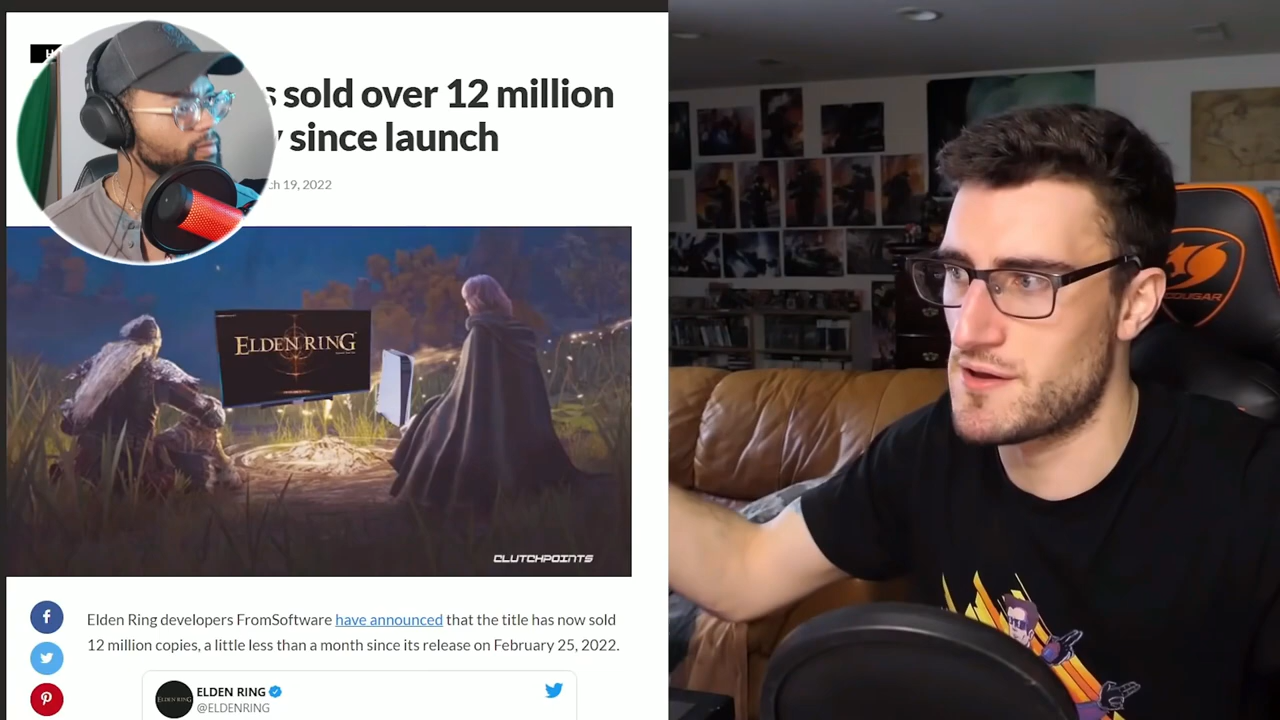 H
s sold over 12 million
y since launch
ch 19, 2022
ELDEN RING
CLUTCHPOINTS
Elden Ring developers FromSoftware have announced that the title has now sold
12 million copies, a little less than a month since its release on February 25, 2022.
ELDEN RING
@ELDENRING
COUGAR